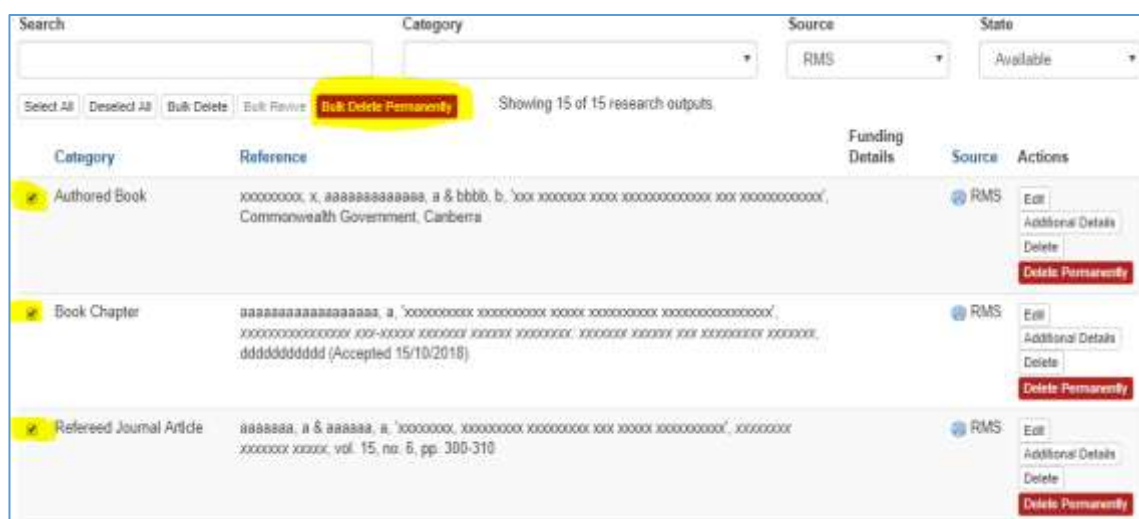 Search Category Source State
RMS Available
Select All Deselect All Bulk Delete Bulk Revive Bulk Delete Permanently Showing 15 of 15 research outputs.
Category Reference Funding Details Source Actions
Authored Book
xxxxxxxxx, x, aaaaaaaaaaaaa, a & bbbb, b, 'xxx xxxxxxx xxxx xxxxxxxxxxxxx xxx xxxxxxxxxxxx',
Commonwealth Government, Canberra
RMS
Edit
Additional Details
Delete
Delete Permanently
Book Chapter
aaaaaaaaaaaaaaaaaa, a, 'xxxxxxxxxx xxxxxxxxxx xxxxx xxxxxxxxxx xxxxxxxxxxxxxxxx',
xxxxxxxxxxxxxxxx xxx-xxxxx xxxxxxx xxxxxx xxxxxxxx: xxxxxxx xxxxxx xxx xxxxxxxxx xxxxxxx,
ddddddddddd (Accepted 15/10/2018)
RMS
Edit
Additional Details
Delete
Delete Permanently
Refereed Journal Article
aaaaaaa, a & aaaaaa, a, 'xxxxxxxx, xxxxxxxxx xxxxxxxxx xxx xxxxx xxxxxxxxxx', xxxxxxxx
xxxxxxx xxxxx, vol. 15, no. 6, pp. 300-310
RMS
Edit
Additional Details
Delete
Delete Permanently